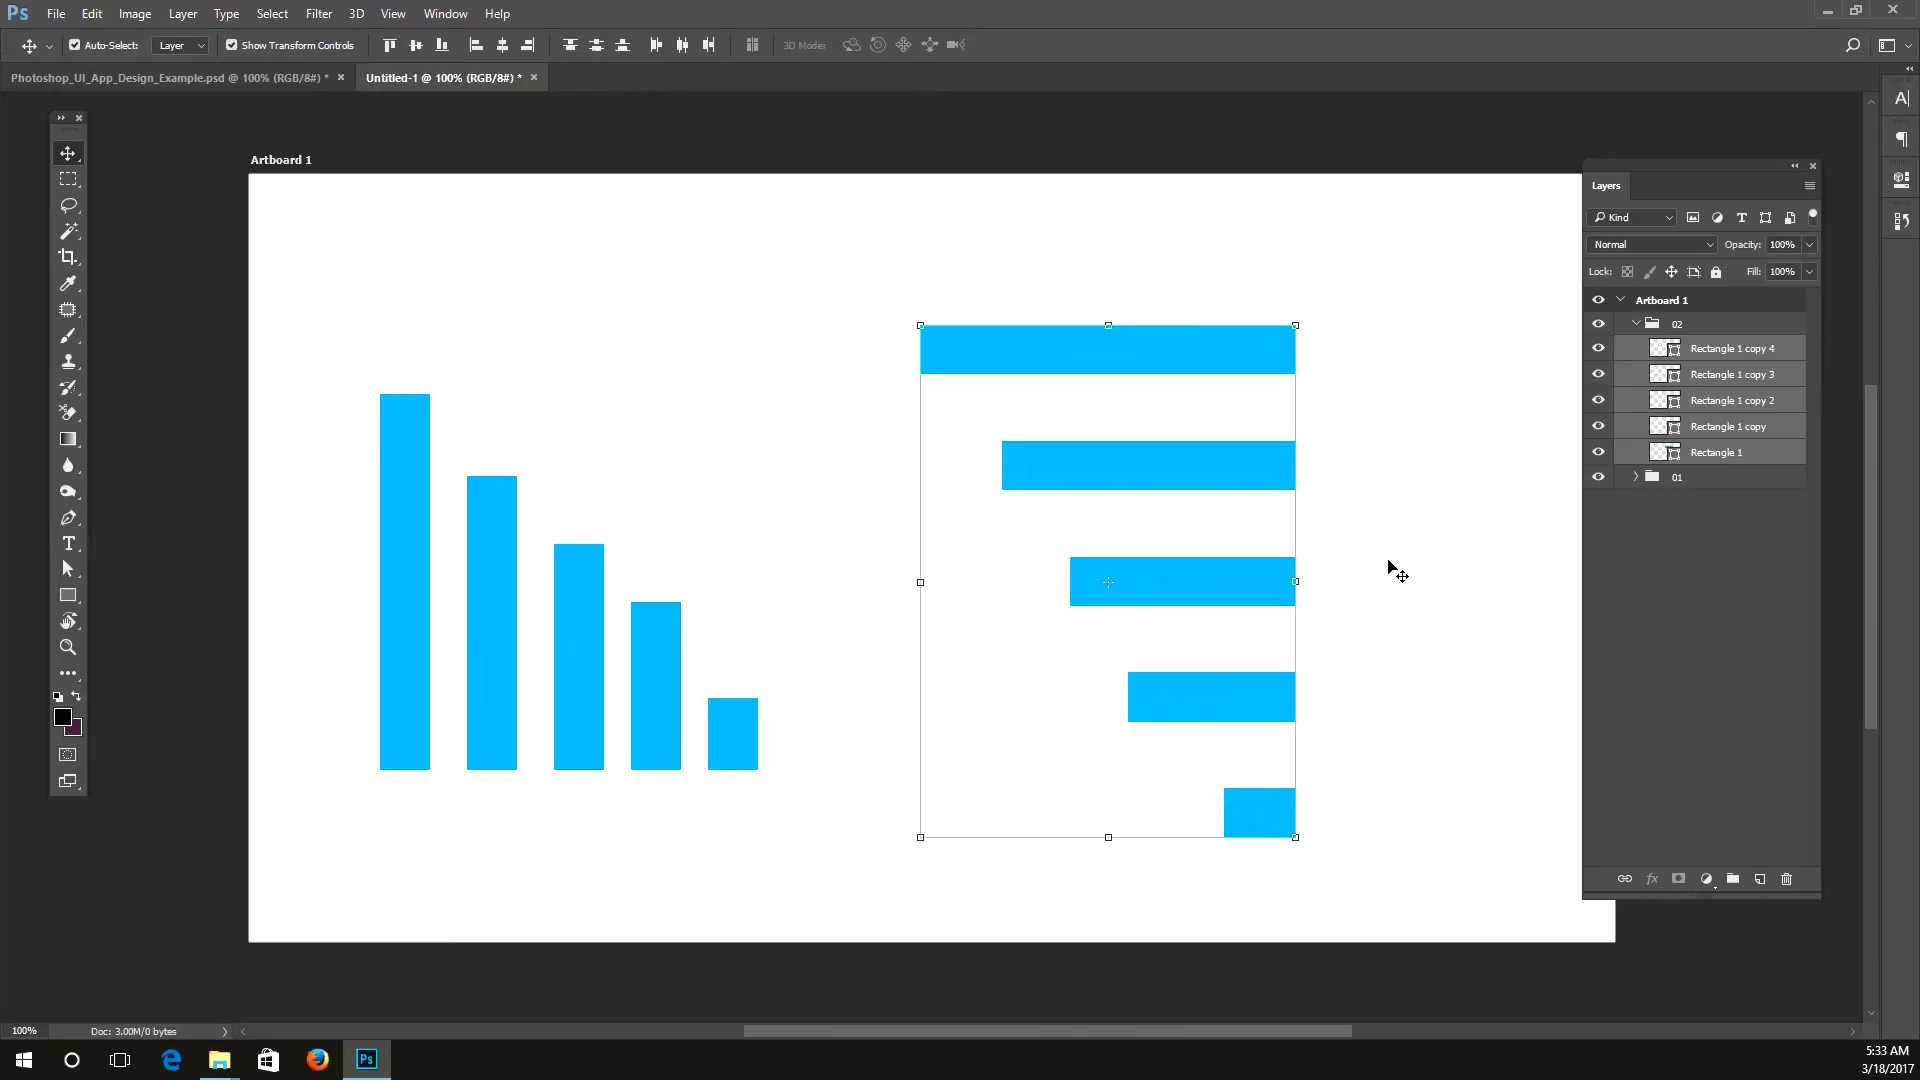 Ps File Edit Image Layer Type Select Filter 3D View Window Help
Auto-Select: Layer Show Transform Controls 3D Mode:
Photoshop_UI_App_Design_Example.psd @ 100% (RGB/8#) * Untitled-1 @ 100% (RGB/8#) *
Artboard 1
Layers
Kind
Normal Opacity: 100%
Lock: Fill: 100%
Artboard 1
02
Rectangle 1 copy 4
Rectangle 1 copy 3
Rectangle 1 copy 2
Rectangle 1 copy
Rectangle 1
01
fx
100% Doc: 3.00M/0 bytes
Ps
5:33 AM
3/18/2017